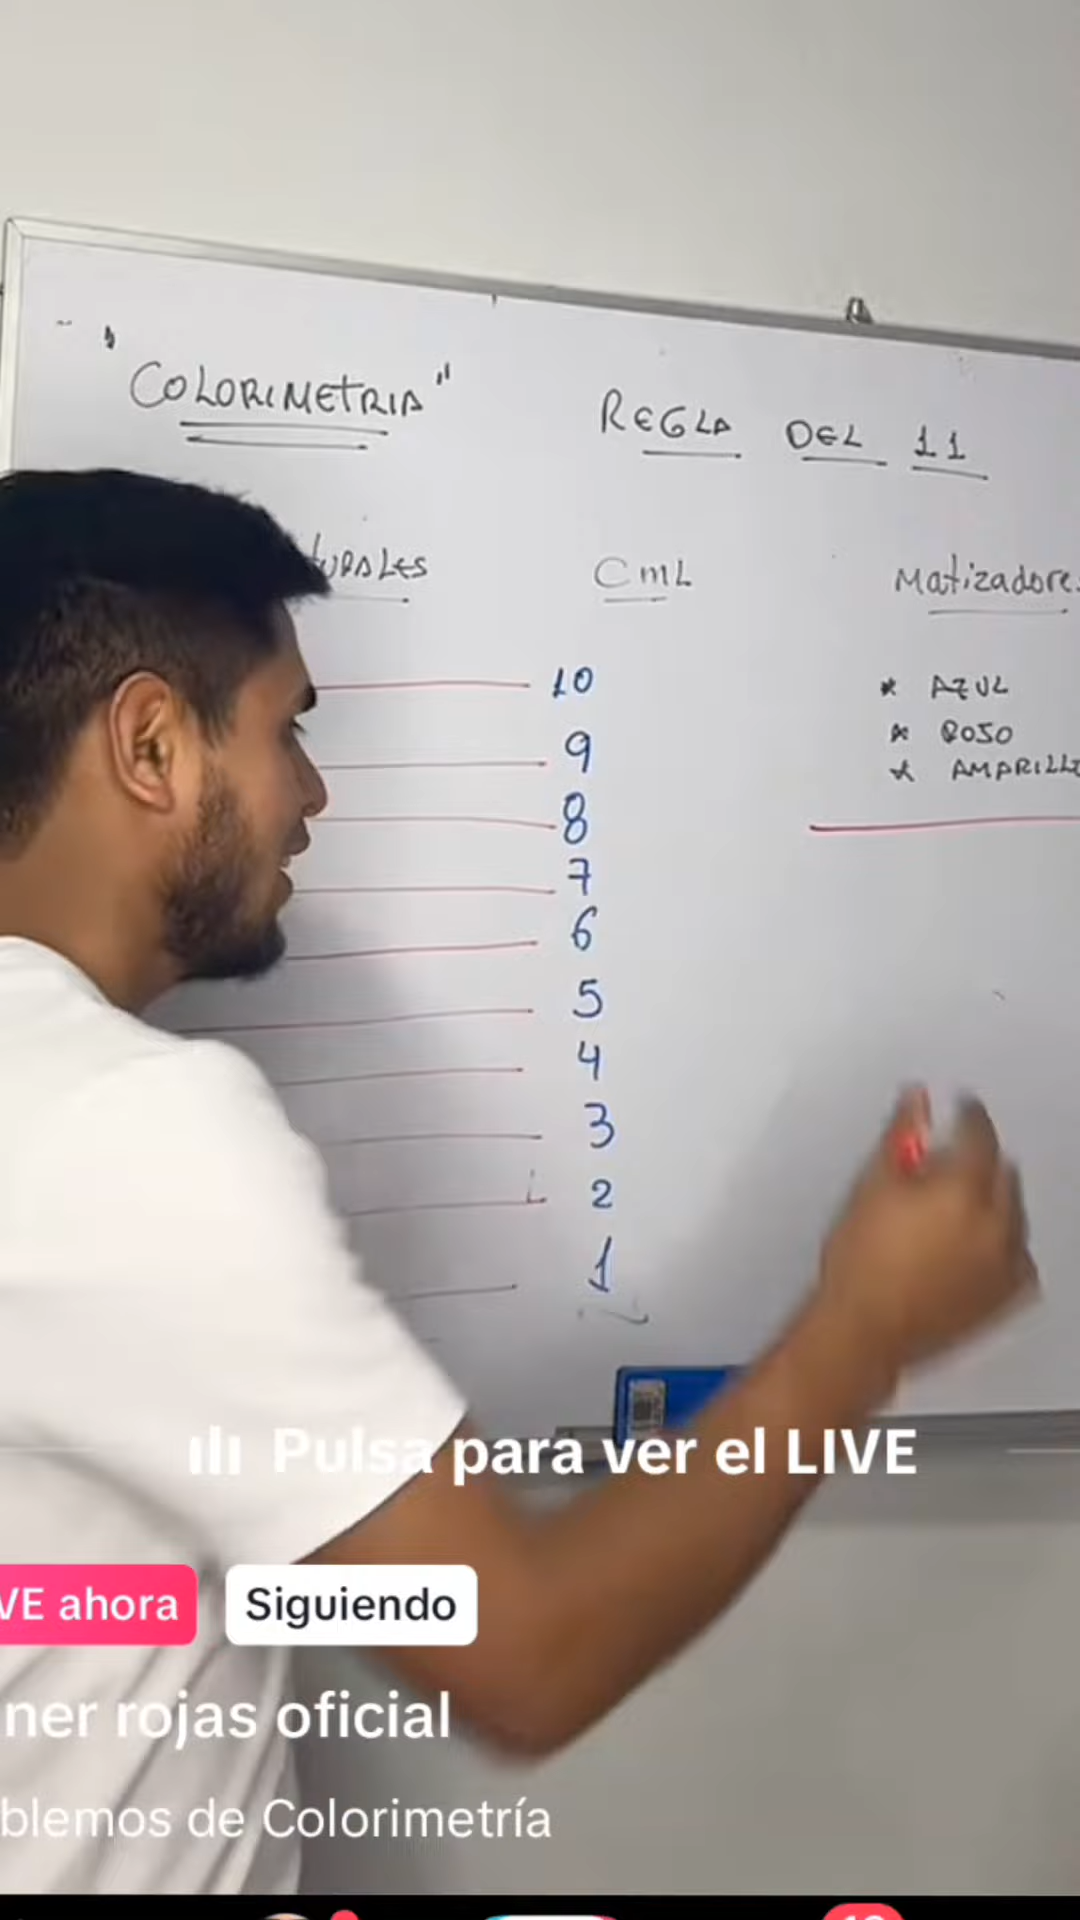 "COLORIMETRIA"
REGLA DEL 11
CmL
Matizadore
10
9
8
7
6
5
4
3
2
1
* AZUL
* ROJO
* AMARILL
Pulsa para ver el LIVE
VE ahora
Siguiendo
ner rojas oficial
blemos de Colorimetría